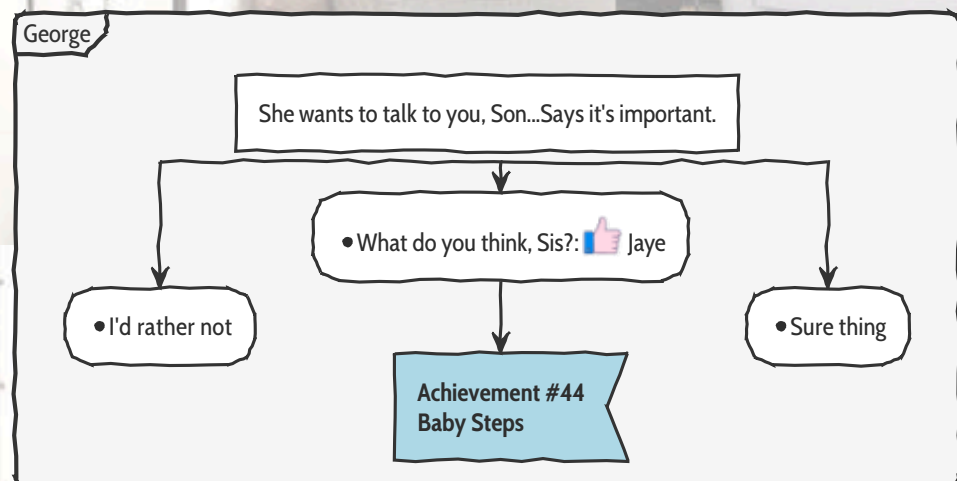 George
She wants to talk to you, Son...Says it's important.
•What do you think, Sis?: Jaye
•I'd rather not
•Sure thing
Achievement #44
Baby Steps